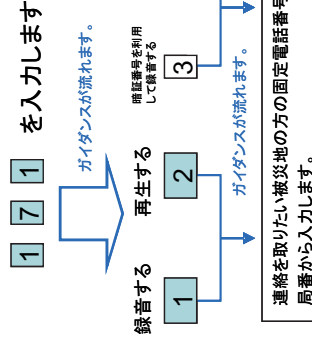 1 7 1 を入力します
ガイダンスが流れます。
録音する
再生する
暗証番号を利用
して録音する
1
2
3
ガイダンスが流れます。
連絡を取りたい被災地の方の固定電話番号
局番から入力します。